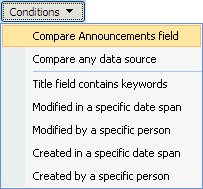 Conditions
Compare Announcements field
Compare any data source
Title field contains keywords
Modified in a specific date span
Modified by a specific person
Created in a specific date span
Created by a specific person